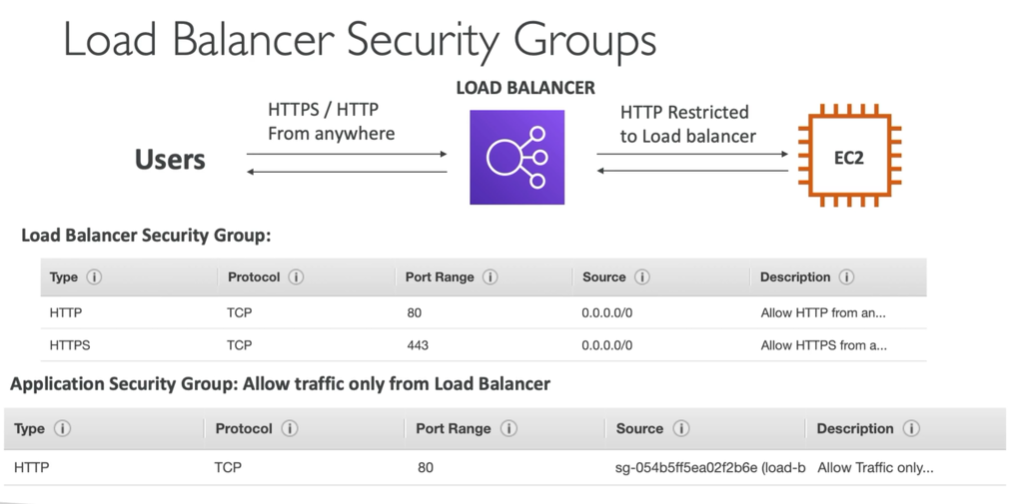 Load Balancer Security Groups
LOAD BALANCER
HTTPS / HTTP
From anywhere
HTTP Restricted
to Load balancer
Users
EC2
Load Balancer Security Group:
Type Protocol Port Range Source Description
HTTP TCP 80 0.0.0.0/0 Allow HTTP from an...
HTTPS TCP 443 0.0.0.0/0 Allow HTTPS from a...
Application Security Group: Allow traffic only from Load Balancer
Type Protocol Port Range Source Description
HTTP TCP 80 sg-054b5ff5ea02f2b6e (load-b Allow Traffic only...